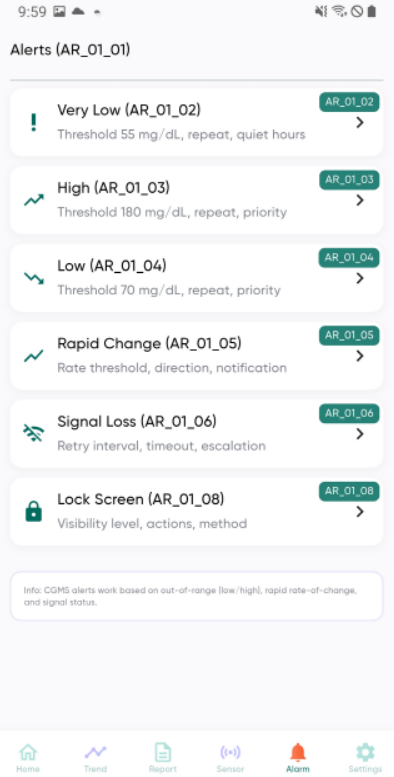 9:59
Alerts (AR_01_01)
AR_01_02
Very Low (AR_01_02)
Threshold 55 mg/dL, repeat, quiet hours
AR_01_03
High (AR_01_03)
Threshold 180 mg/dL, repeat, priority
AR_01_04
Low (AR_01_04)
Threshold 70 mg/dL, repeat, priority
AR_01_05
Rapid Change (AR_01_05)
Rate threshold, direction, notification
AR_01_06
Signal Loss (AR_01_06)
Retry interval, timeout, escalation
AR_01_08
Lock Screen (AR_01_08)
Visibility level, actions, method
Info: CGMS alerts work based on out-of-range (low/high), rapid rate-of-change,
and signal status.
Home Trend Report Sensor Alarm Settings